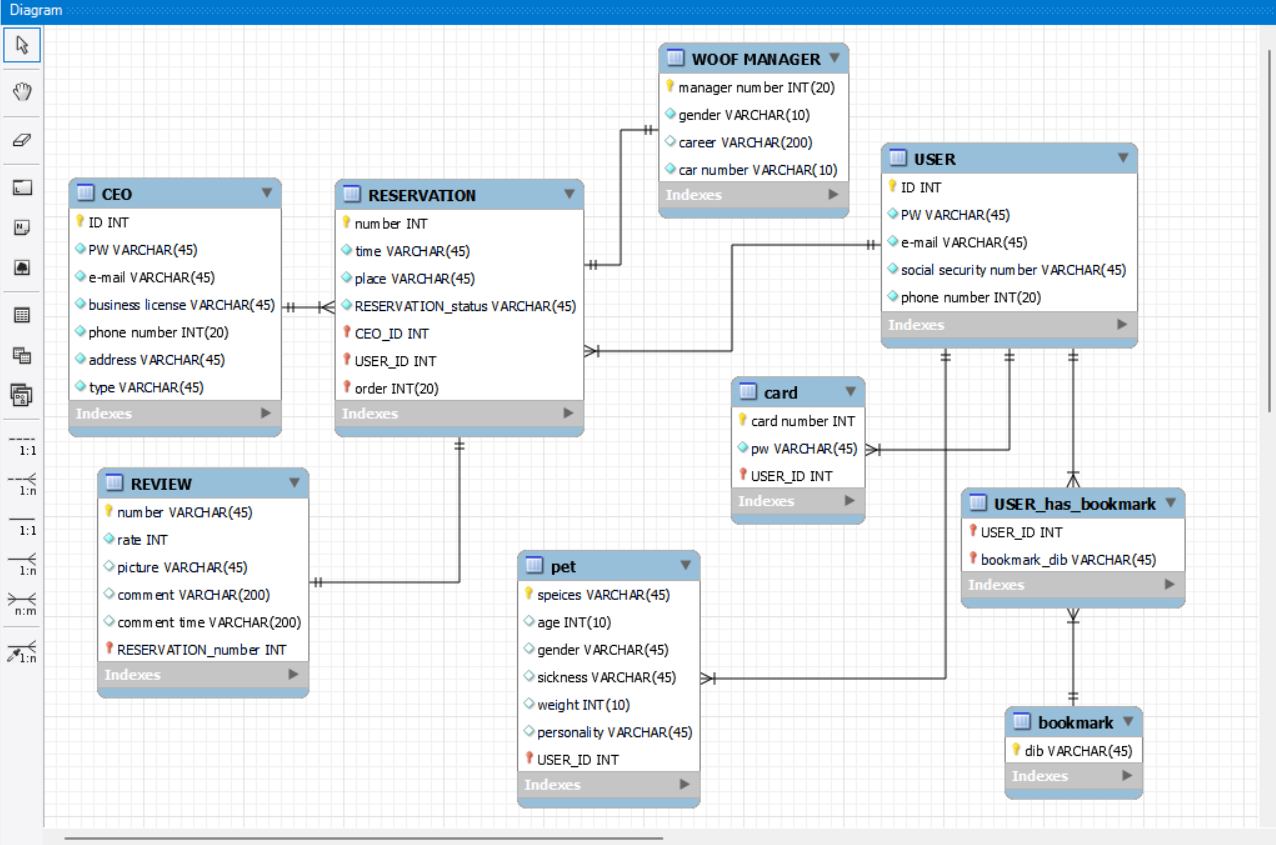 Diagram
WOOF MANAGER
manager number INT(20)
gender VARCHAR(10)
career VARCHAR(200)
car number VARCHAR(10)
Indexes
USER
ID INT
PW VARCHAR(45)
e-mail VARCHAR(45)
social security number VARCHAR(45)
phone number INT(20)
Indexes
CEO
ID INT
PW VARCHAR(45)
e-mail VARCHAR(45)
business license VARCHAR(45)
phone number INT(20)
address VARCHAR(45)
type VARCHAR(45)
Indexes
RESERVATION
number INT
time VARCHAR(45)
place VARCHAR(45)
RESERVATION_status VARCHAR(45)
CEO_ID INT
USER_ID INT
order INT(20)
Indexes
card
card number INT
pw VARCHAR(45)
USER_ID INT
Indexes
REVIEW
number VARCHAR(45)
rate INT
picture VARCHAR(45)
comment VARCHAR(200)
comment time VARCHAR(200)
RESERVATION_number INT
Indexes
USER_has_bookmark
USER_ID INT
bookmark_dib VARCHAR(45)
Indexes
pet
speices VARCHAR(45)
age INT(10)
gender VARCHAR(45)
sickness VARCHAR(45)
weight INT(10)
personality VARCHAR(45)
USER_ID INT
Indexes
bookmark
dib VARCHAR(45)
Indexes
N
1:1
1:n
1:1
1:n
n:m
1:n